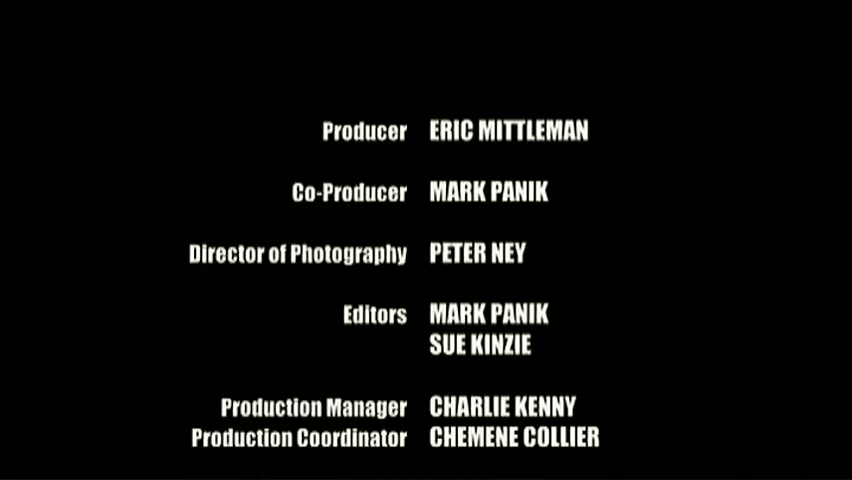 Producer ERIC MITTLEMAN
Co-Producer MARK PANIK
Director of Photography PETER NEY
Editors MARK PANIK
SUE KINZIE
Production Manager CHARLIE KENNY
Production Coordinator CHEMENE COLLIER